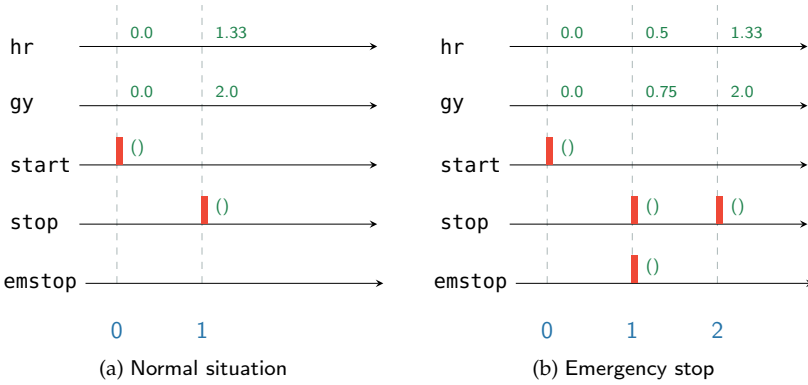 hr 0.0 1.33
gy 0.0 2.0
start ()
stop ()
emstop
0 1
(a) Normal situation
hr 0.0 0.5 1.33
gy 0.0 0.75 2.0
start ()
stop () ()
emstop ()
0 1 2
(b) Emergency stop